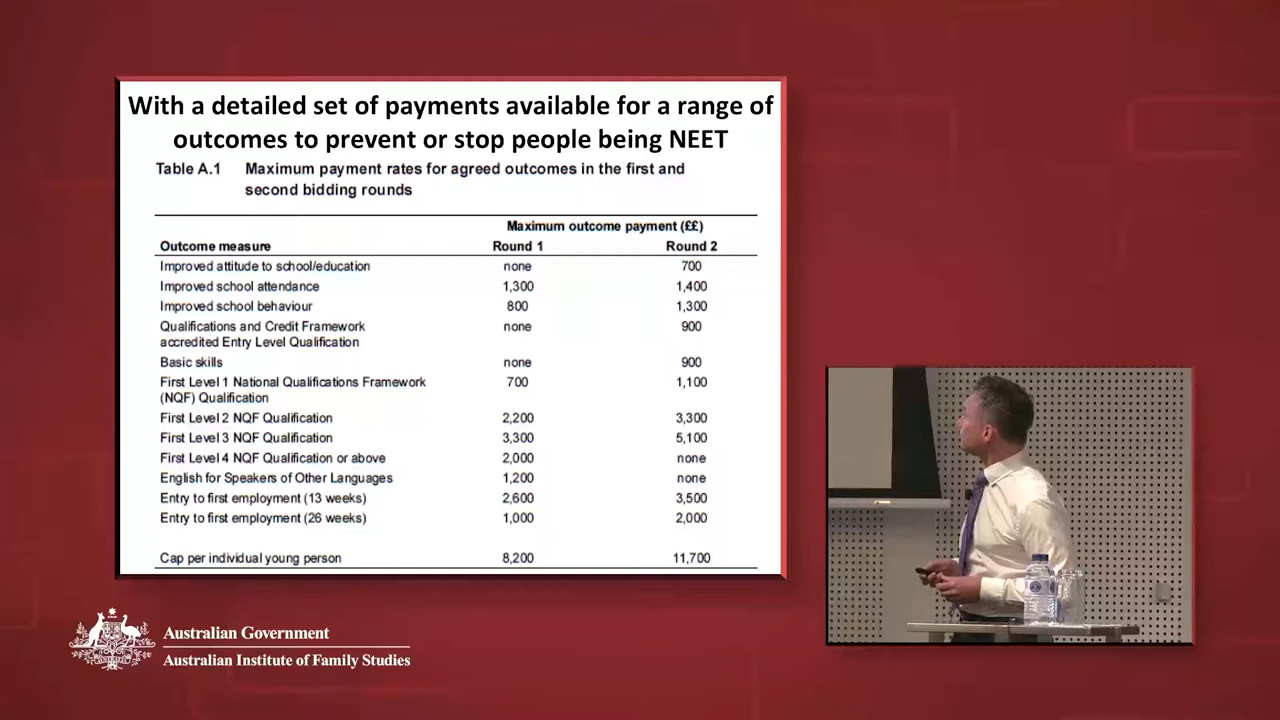 With a detailed set of payments available for a range of
outcomes to prevent or stop people being NEET
Table A.1 Maximum payment rates for agreed outcomes in the first and
second bidding rounds
Maximum outcome payment (££)
Outcome measure Round 1 Round 2
Improved attitude to school/education none 700
Improved school attendance 1,300 1,400
Improved school behaviour 800 1,300
Qualifications and Credit Framework none 900
accredited Entry Level Qualification
Basic skills none 900
First Level 1 National Qualifications Framework 700 1,100
(NQF) Qualification
First Level 2 NQF Qualification 2,200 3,300
First Level 3 NQF Qualification 3,300 5,100
First Level 4 NQF Qualification or above 2,000 none
English for Speakers of Other Languages 1,200 none
Entry to first employment (13 weeks) 2,600 3,500
Entry to first employment (26 weeks) 1,000 2,000
Cap per individual young person 8,200 11,700
Australian Government
Australian Institute of Family Studies